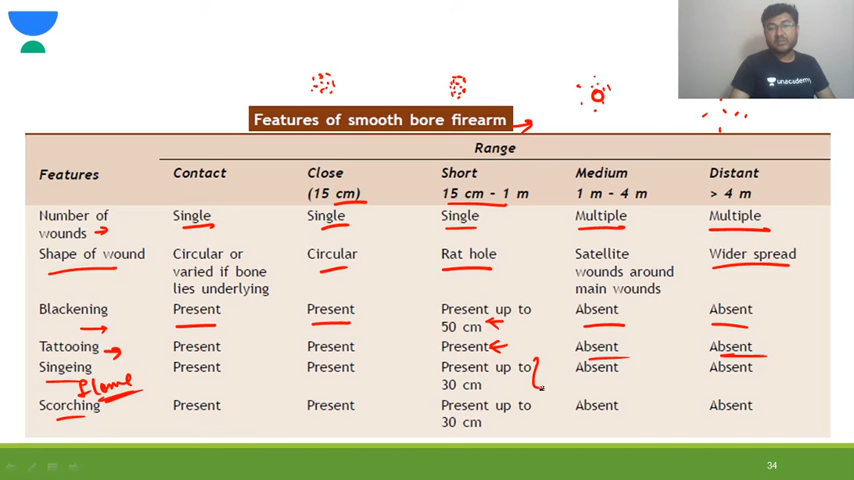 unacademy
Features of smooth bore firearm
Range
Features Contact Close Short Medium Distant
(15 cm) 15 cm - 1 m 1 m - 4 m > 4 m
Number of Single Single Single Multiple Multiple
wounds
Shape of wound Circular or Circular Rat hole Satellite Wider spread
varied if bone wounds around
lies underlying main wounds
Blackening Present Present Present up to Absent Absent
50 cm
Tattooing Present Present Present Absent Absent
Singeing Present Present Present up to Absent Absent
flame 30 cm
Scorching Present Present Present up to Absent Absent
30 cm
34